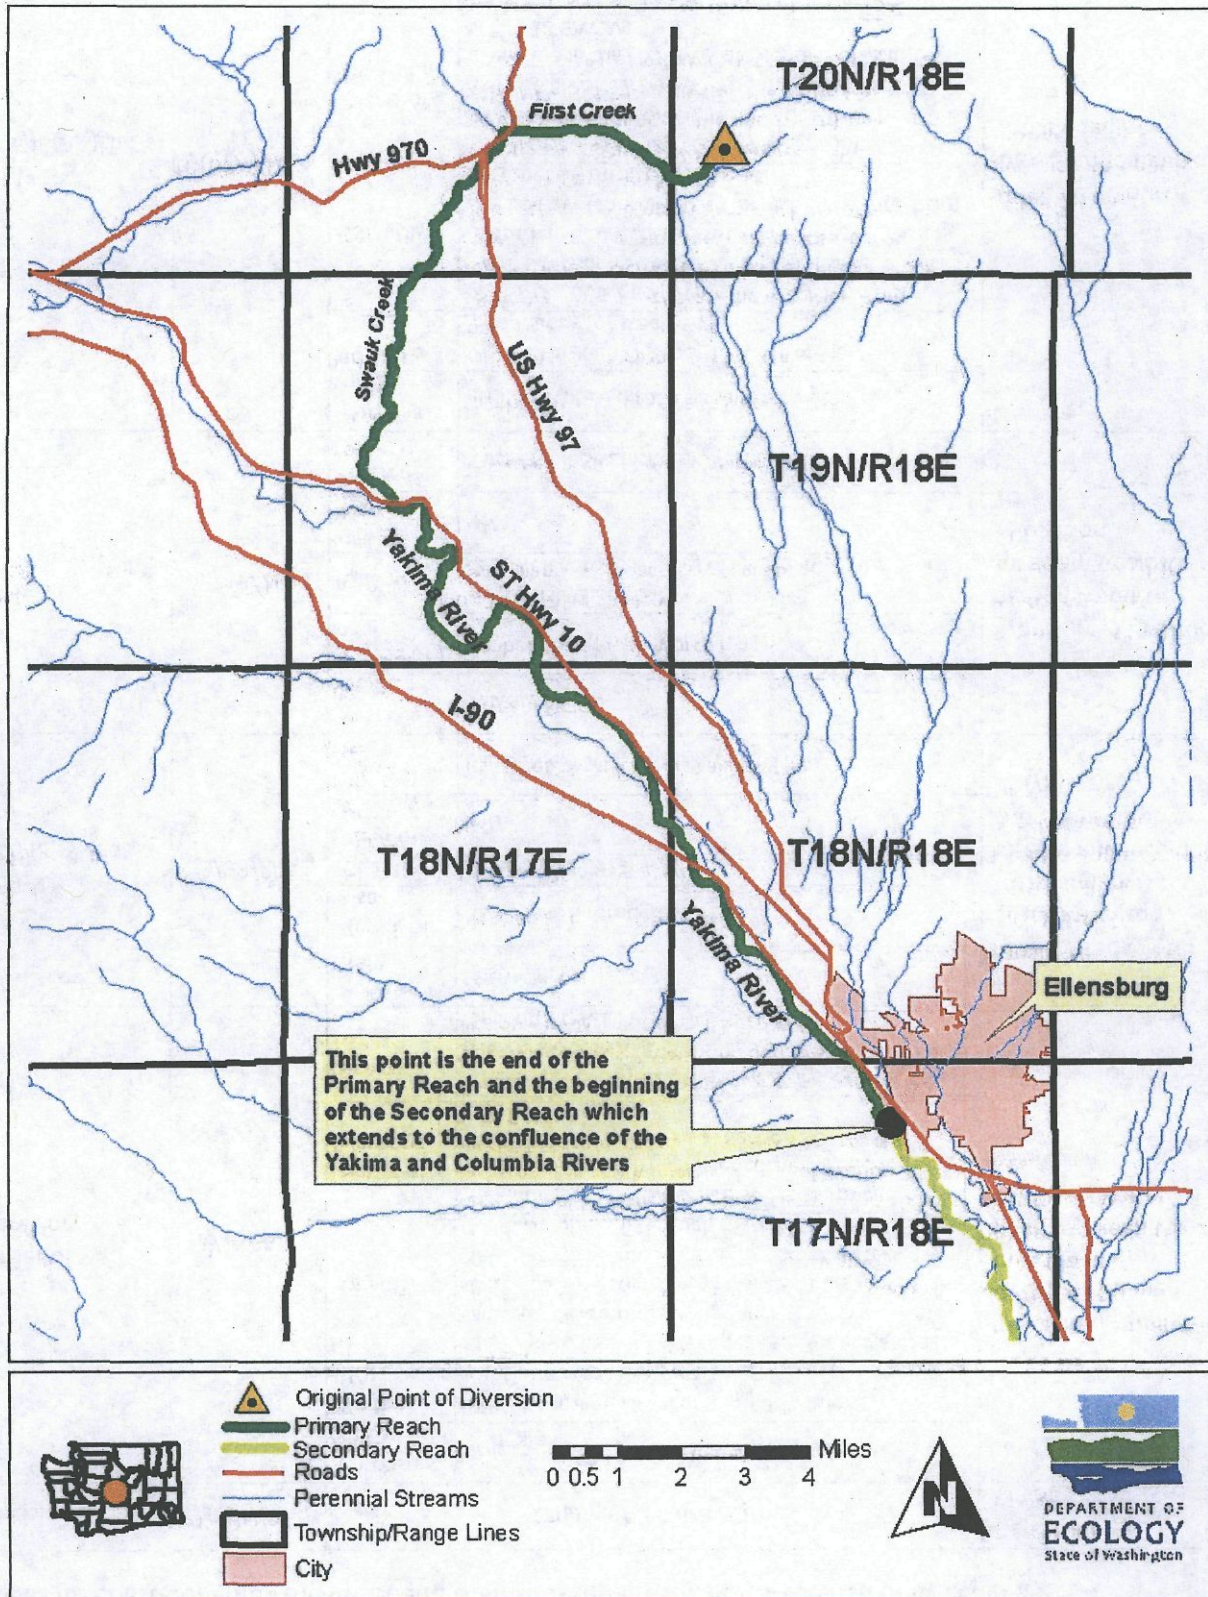 T20N/R18E
First Creek
Hwy 970
Swauk Creek
US Hwy 97
T19N/R18E
Yakima River
ST Hwy 10
I-90
T18N/R17E
T18N/R18E
Yakima River
Ellensburg
This point is the end of the
Primary Reach and the beginning
of the Secondary Reach which
extends to the confluence of the
Yakima and Columbia Rivers
T17N/R18E
Original Point of Diversion
Primary Reach
Secondary Reach
Roads
Perennial Streams
Township/Range Lines
City
Miles
0 0.5 1 2 3 4
N
DEPARTMENT OF
ECOLOGY
State of Washington